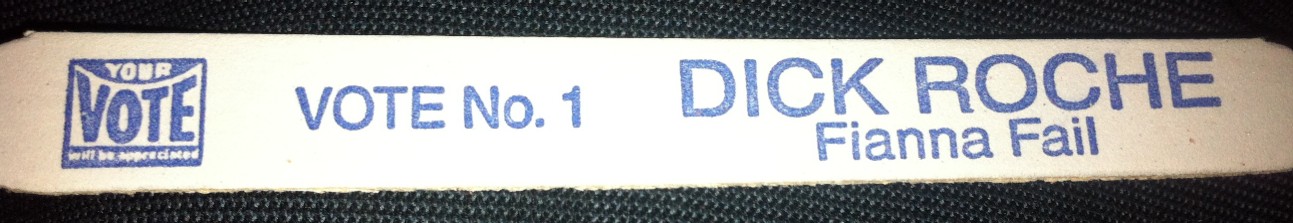 YOUR
VOTE
will be appreciated
VOTE No. 1
DICK ROCHE
Fianna Fail